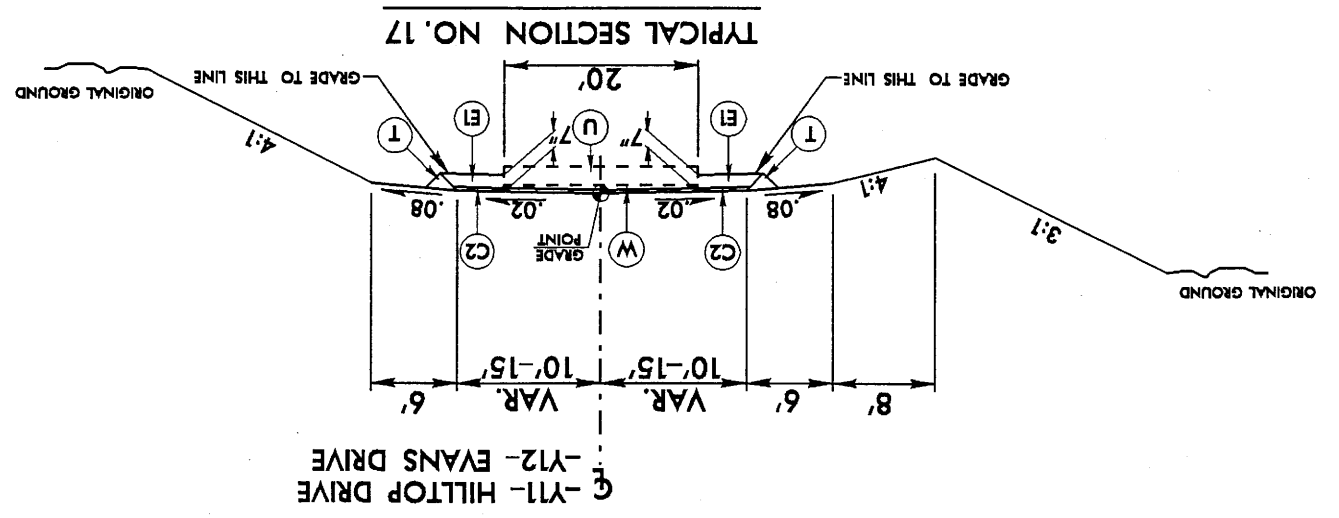 ℄ -Y11- HILLTOP DRIVE
-Y12- EVANS DRIVE
6' VAR. 10'-15' VAR. 10'-15' 6' 8'
ORIGINAL GROUND
3:1
GRADE POINT
C2 W C2
.08 .02 .02 .08
4:1
4:1
T E1 7" U 7" E1 T
ORIGINAL GROUND
GRADE TO THIS LINE
20'
GRADE TO THIS LINE
TYPICAL SECTION NO. 17